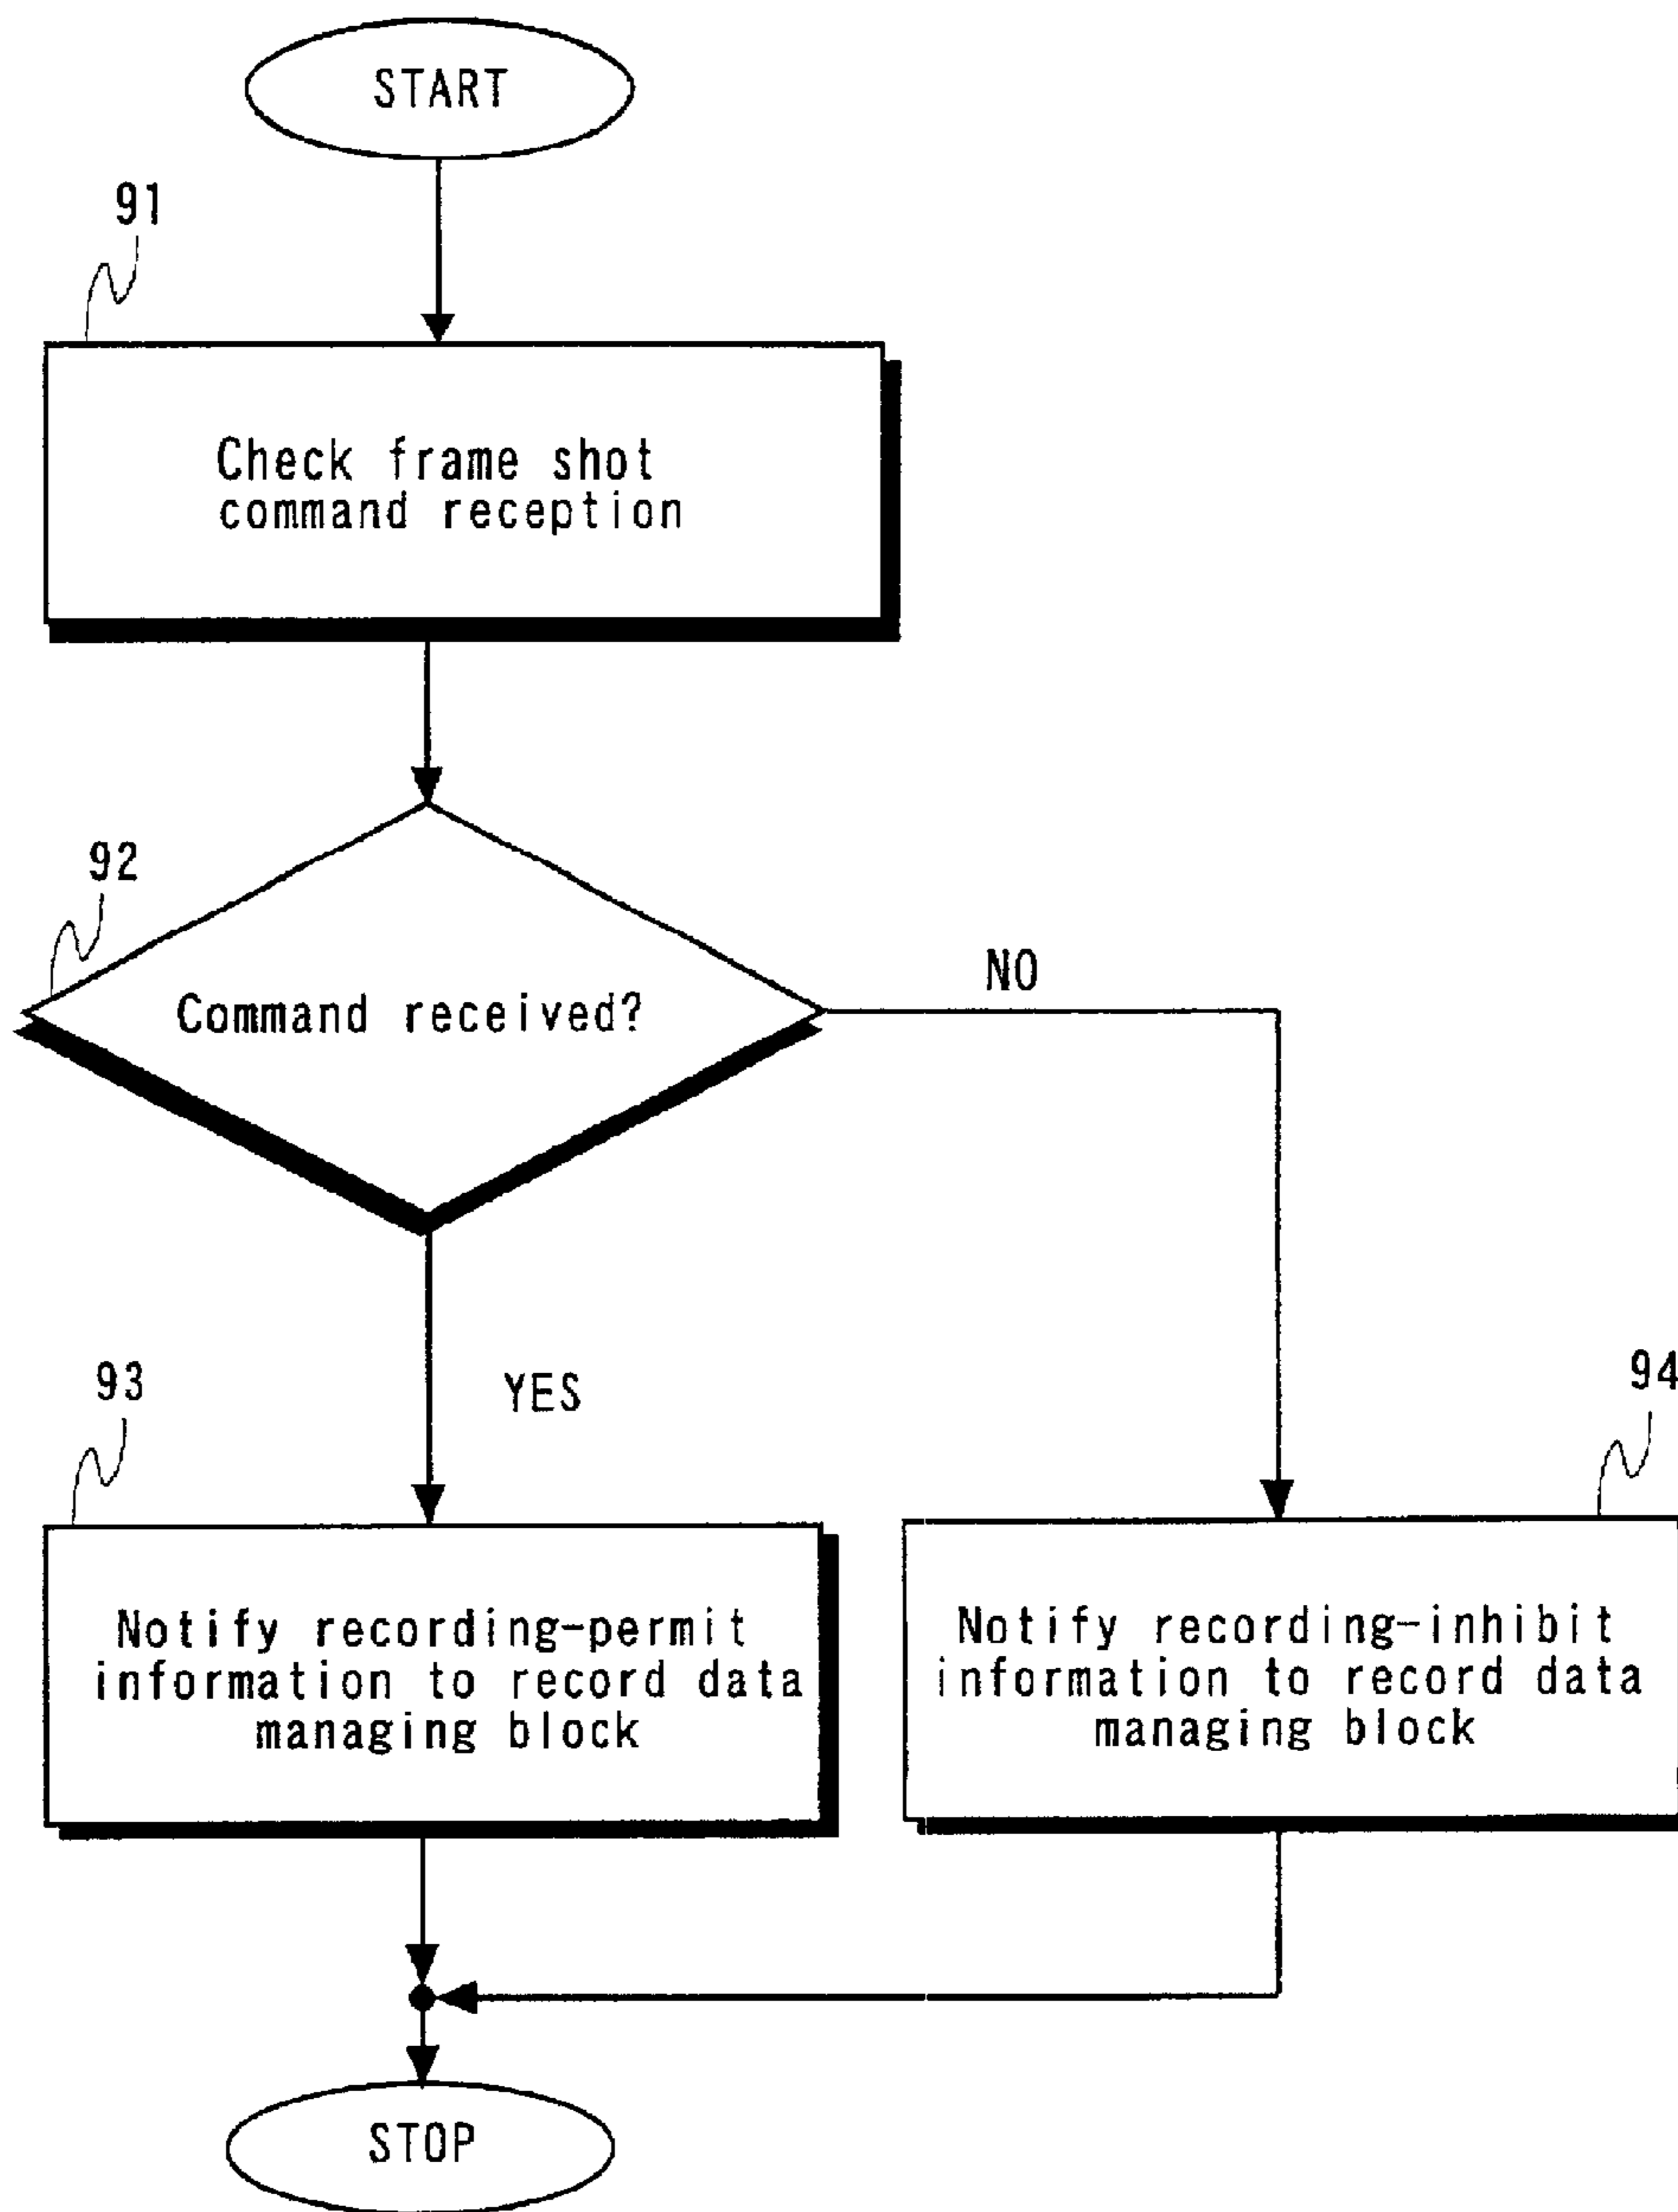 START
91
Check frame shot
command reception
92
Command received?
NO
YES
93
Notify recording-permit
information to record data
managing block
94
Notify recording-inhibit
information to record data
managing block
STOP